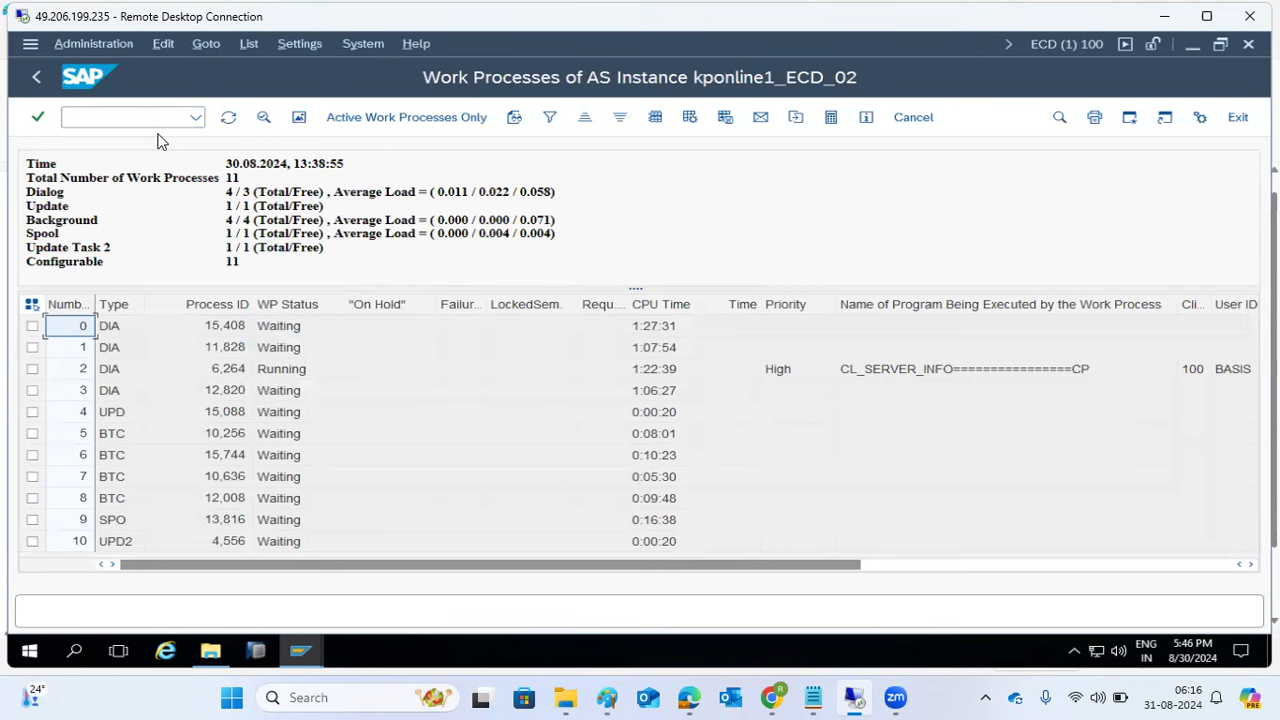 49.206.199.235 - Remote Desktop Connection
Administration Edit Goto List Settings System Help ECD (1) 100
SAP Work Processes of AS Instance kponline1_ECD_02
Active Work Processes Only Cancel Exit
Time 30.08.2024, 13:38:55
Total Number of Work Processes 11
Dialog 4 / 3 (Total/Free) , Average Load = ( 0.011 / 0.022 / 0.058)
Update 1 / 1 (Total/Free)
Background 4 / 4 (Total/Free) , Average Load = ( 0.000 / 0.000 / 0.071)
Spool 1 / 1 (Total/Free) , Average Load = ( 0.000 / 0.004 / 0.004)
Update Task 2 1 / 1 (Total/Free)
Configurable 11
Numb... Type Process ID WP Status "On Hold" Failur... LockedSem. Requ... CPU Time Time Priority Name of Program Being Executed by the Work Process Cli... User ID
0 DIA 15,408 Waiting 1:27:31
1 DIA 11,828 Waiting 1:07:54
2 DIA 6,264 Running 1:22:39 High CL_SERVER_INFO================CP 100 BASIS
3 DIA 12,820 Waiting 1:06:27
4 UPD 15,088 Waiting 0:00:20
5 BTC 10,256 Waiting 0:08:01
6 BTC 15,744 Waiting 0:10:23
7 BTC 10,636 Waiting 0:05:30
8 BTC 12,008 Waiting 0:09:48
9 SPO 13,816 Waiting 0:16:38
10 UPD2 4,556 Waiting 0:00:20
ENG 5:46 PM
IN 8/30/2024
24° Search zm 06:16
31-08-2024 PRE